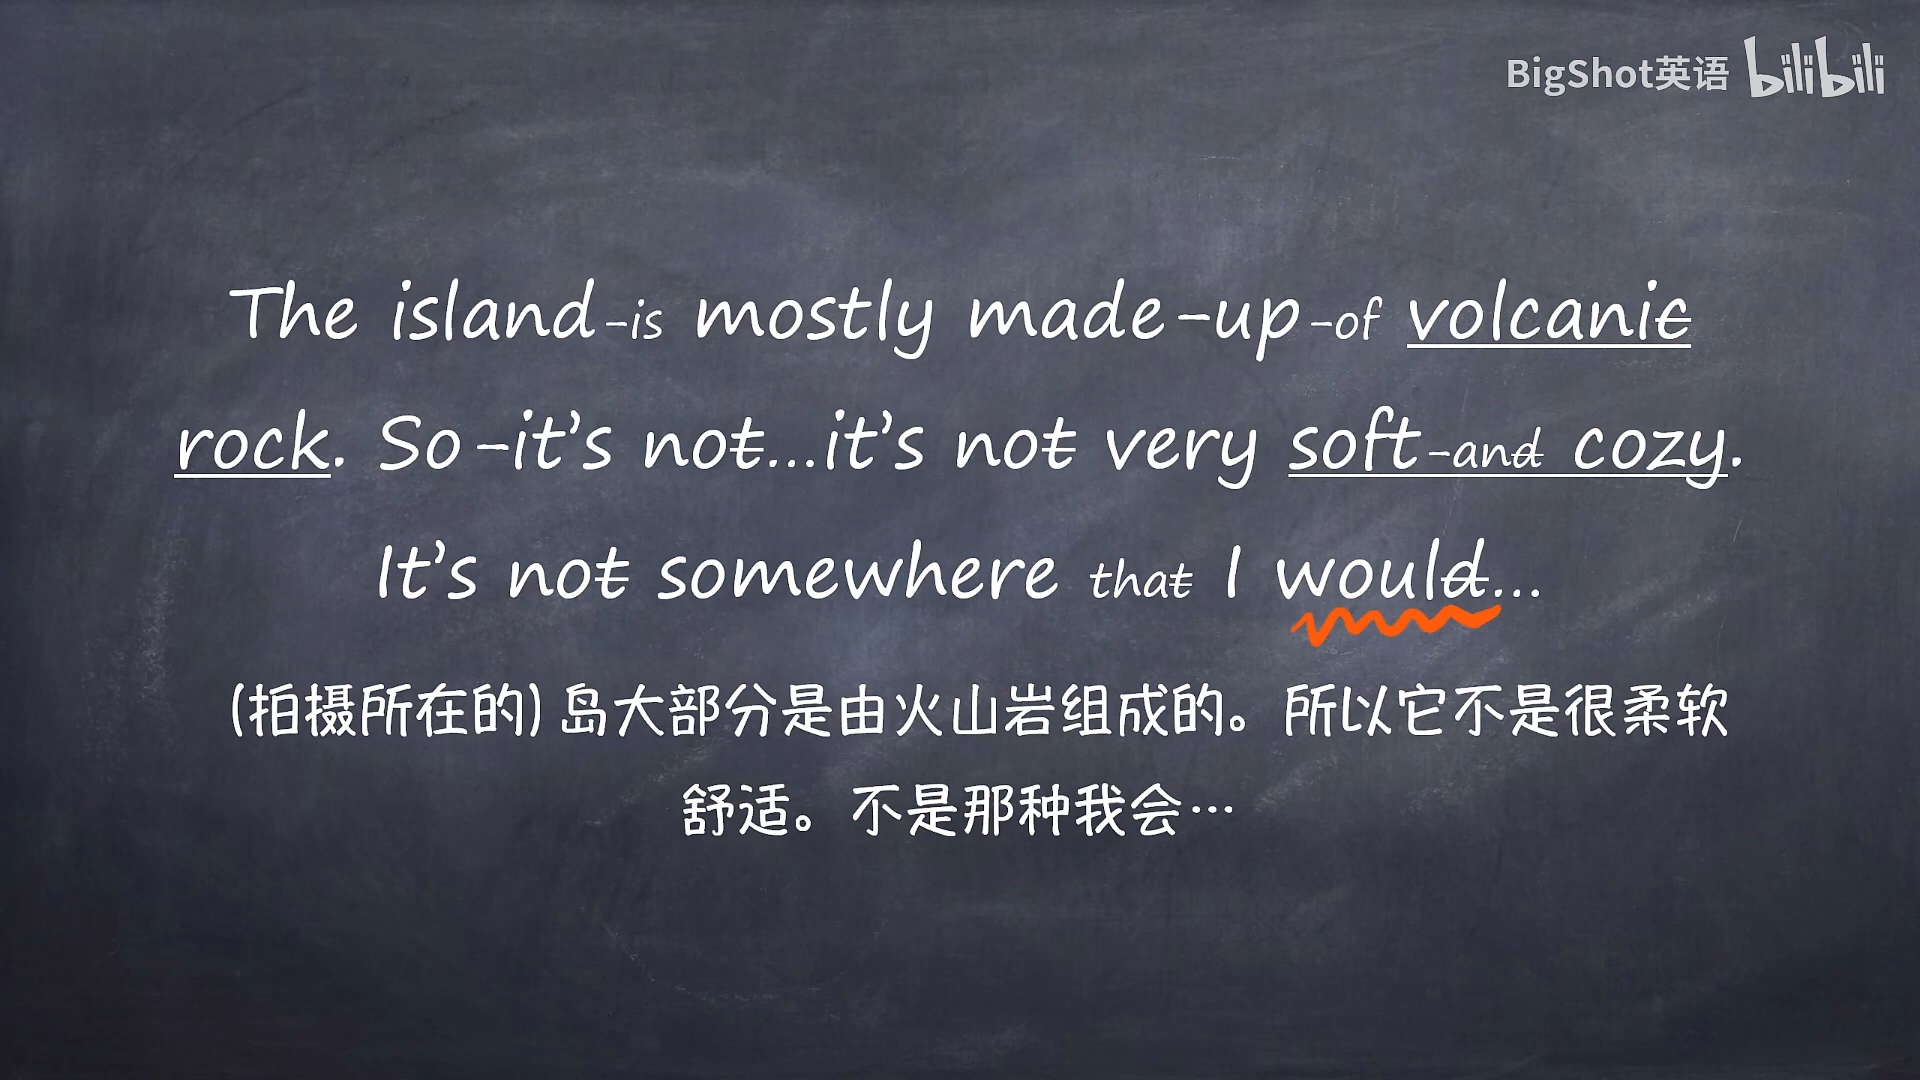 BigShot英语 bilibili
The island-is mostly made-up-of volcanic
rock. So-it's not...it's not very soft-and cozy.
It's not somewhere that I would...
(拍摄所在的)岛大部分是由火山岩组成的。所以它不是很柔软
舒适。不是那种我会…